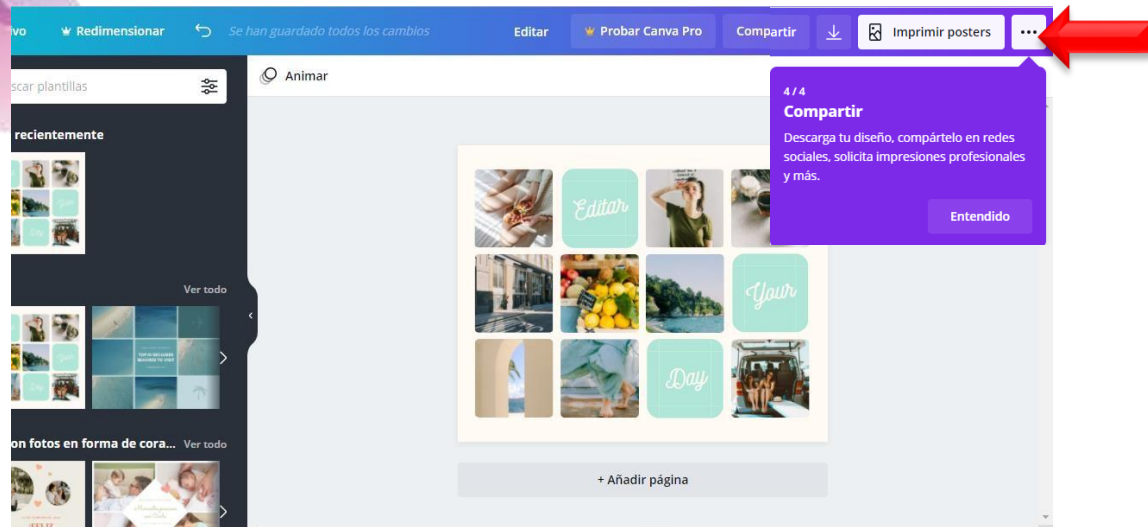 vo
Redimensionar
Se han guardado todos los cambios
Editar
Probar Canva Pro
Compartir
Imprimir posters
scar plantillas
Animar
4 / 4
Compartir
Descarga tu diseño, compártelo en redes
sociales, solicita impresiones profesionales
y más.
Entendido
recientemente
Editar
Your
Day
Ver todo
on fotos en forma de cora... Ver todo
+ Añadir página